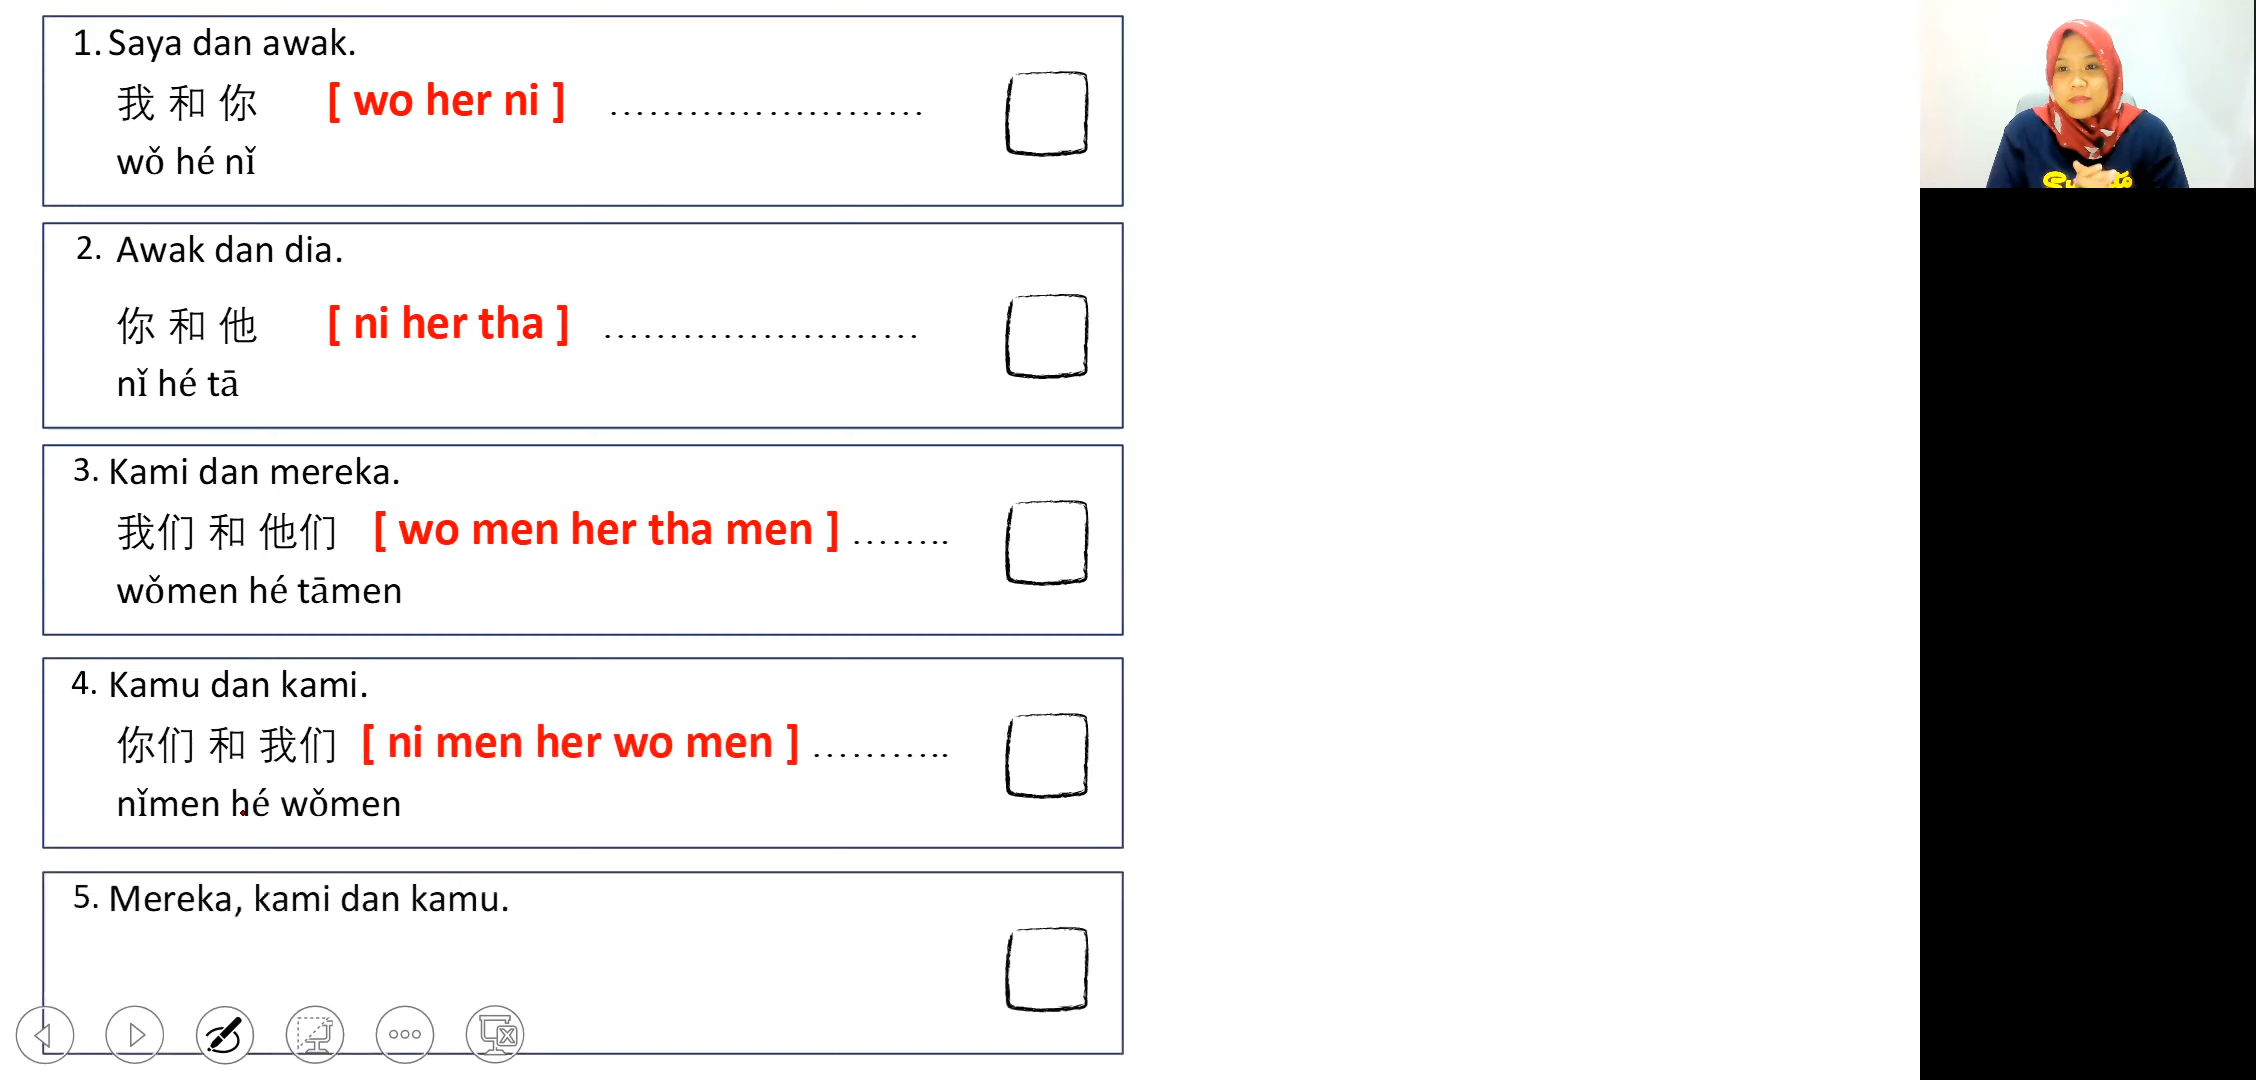 1. Saya dan awak.
我 和 你 [ wo her ni ] ........................
wǒ hé nǐ
2. Awak dan dia.
你 和 他 [ ni her tha ] ........................
nǐ hé tā
3. Kami dan mereka.
我们 和 他们 [ wo men her tha men ] ........
wǒmen hé tāmen
4. Kamu dan kami.
你们 和 我们 [ ni men her wo men ] ...........
nǐmen hé wǒmen
5. Mereka, kami dan kamu.